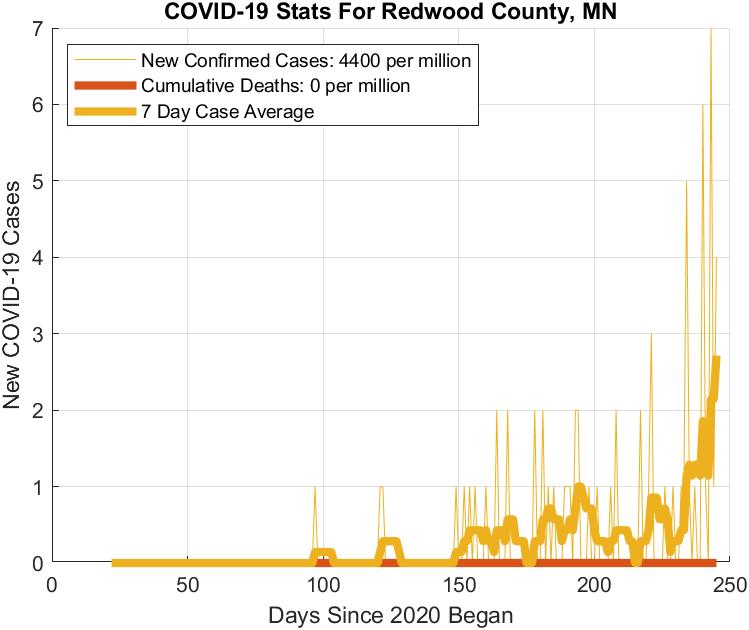 COVID-19 Stats For Redwood County, MN
New Confirmed Cases: 4400 per million
Cumulative Deaths: 0 per million
7 Day Case Average
New COVID-19 Cases
7
6
5
4
3
2
1
0
0 50 100 150 200 250
Days Since 2020 Began